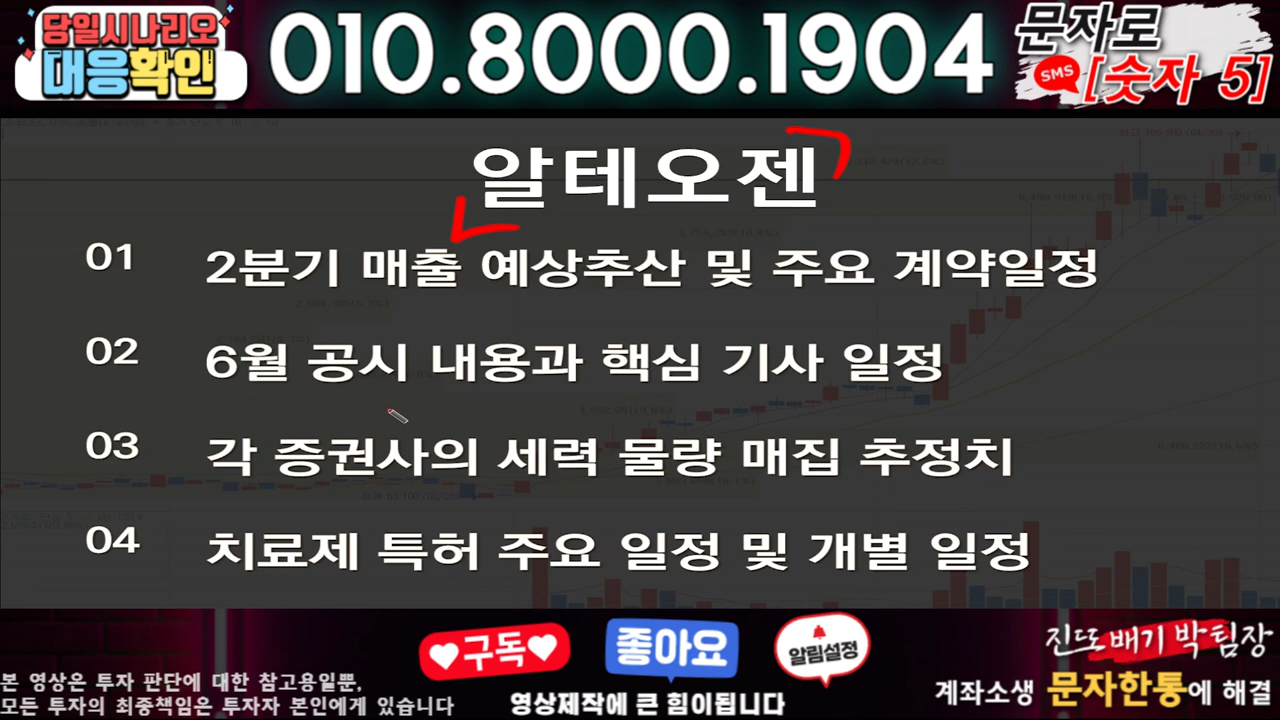 당일시나리오
대응확인
010.8000.1904
문자로
SMS
[숫자 5]
알테오젠
01 2분기 매출 예상추산 및 주요 계약일정
02 6월 공시 내용과 핵심 기사 일정
03 각 증권사의 세력 물량 매집 추정치
04 치료제 특허 주요 일정 및 개별 일정
본 영상은 투자 판단에 대한 참고용일뿐,
모든 투자의 최종책임은 투자자 본인에게 있습니다
구독
좋아요
알림설정
영상제작에 큰 힘이됩니다
진또배기 박팀장
계좌소생 문자한통에 해결